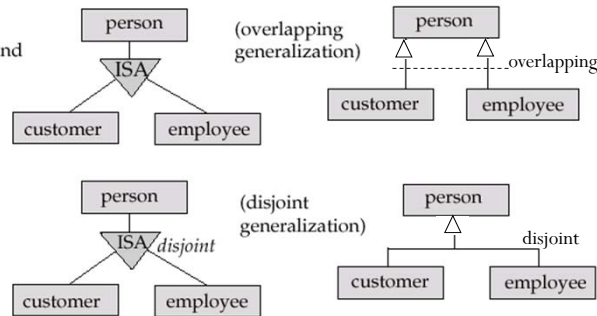 person
(overlapping
generalization)
person
nd
ISA
overlapping
customer
employee
customer
employee
person
(disjoint
generalization)
person
ISA
disjoint
disjoint
customer
employee
customer
employee